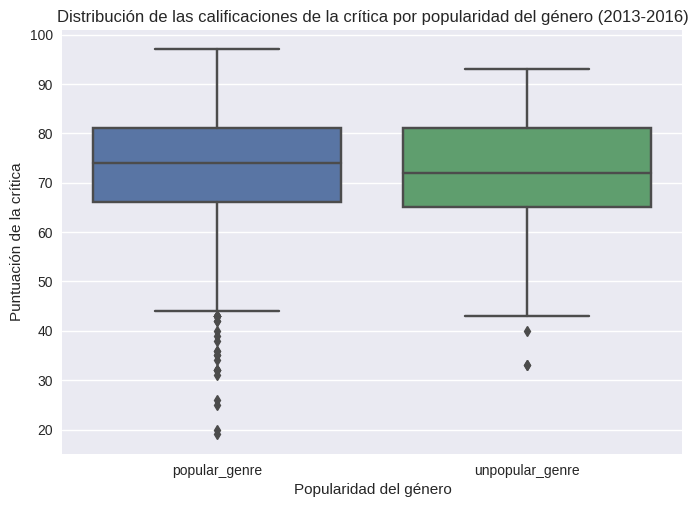 Distribución de las calificaciones de la crítica por popularidad del género (2013-2016)
100
90
80
70
60
50
40
30
20
Puntuación de la crítica
popular_genre
unpopular_genre
Popularidad del género